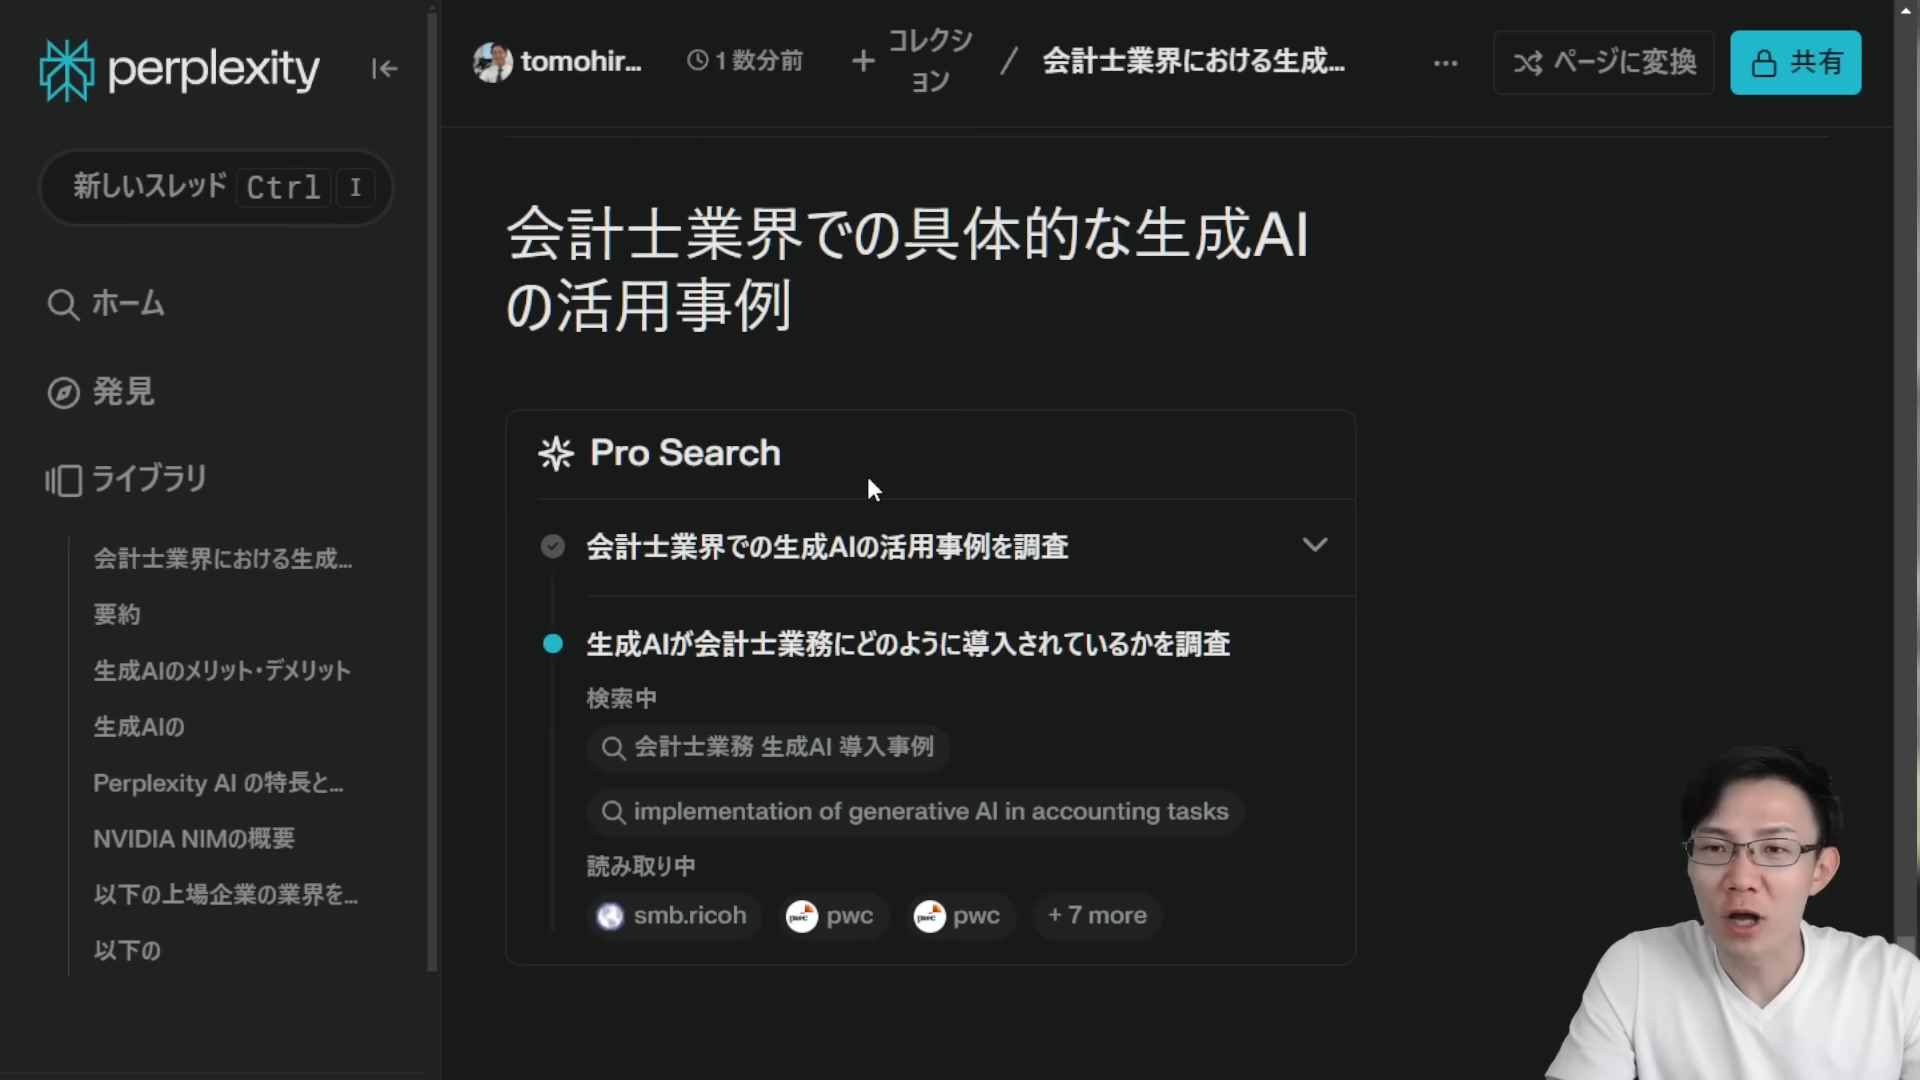 perplexity
新しいスレッド Ctrl I
ホーム
発見
ライブラリ
会計士業界における生成...
要約
生成AIのメリット・デメリット
生成AIの
Perplexity AI の特長と...
NVIDIA NIMの概要
以下の上場企業の業界を...
以下の
tomohir...
1 数分前
コレクシ
ョン
/
会計士業界における生成...
ページに変換
共有
会計士業界での具体的な生成AI
の活用事例
Pro Search
会計士業界での生成AIの活用事例を調査
生成AIが会計士業務にどのように導入されているかを調査
検索中
会計士業務 生成AI 導入事例
implementation of generative AI in accounting tasks
読み取り中
smb.ricoh
pwc
pwc
+ 7 more